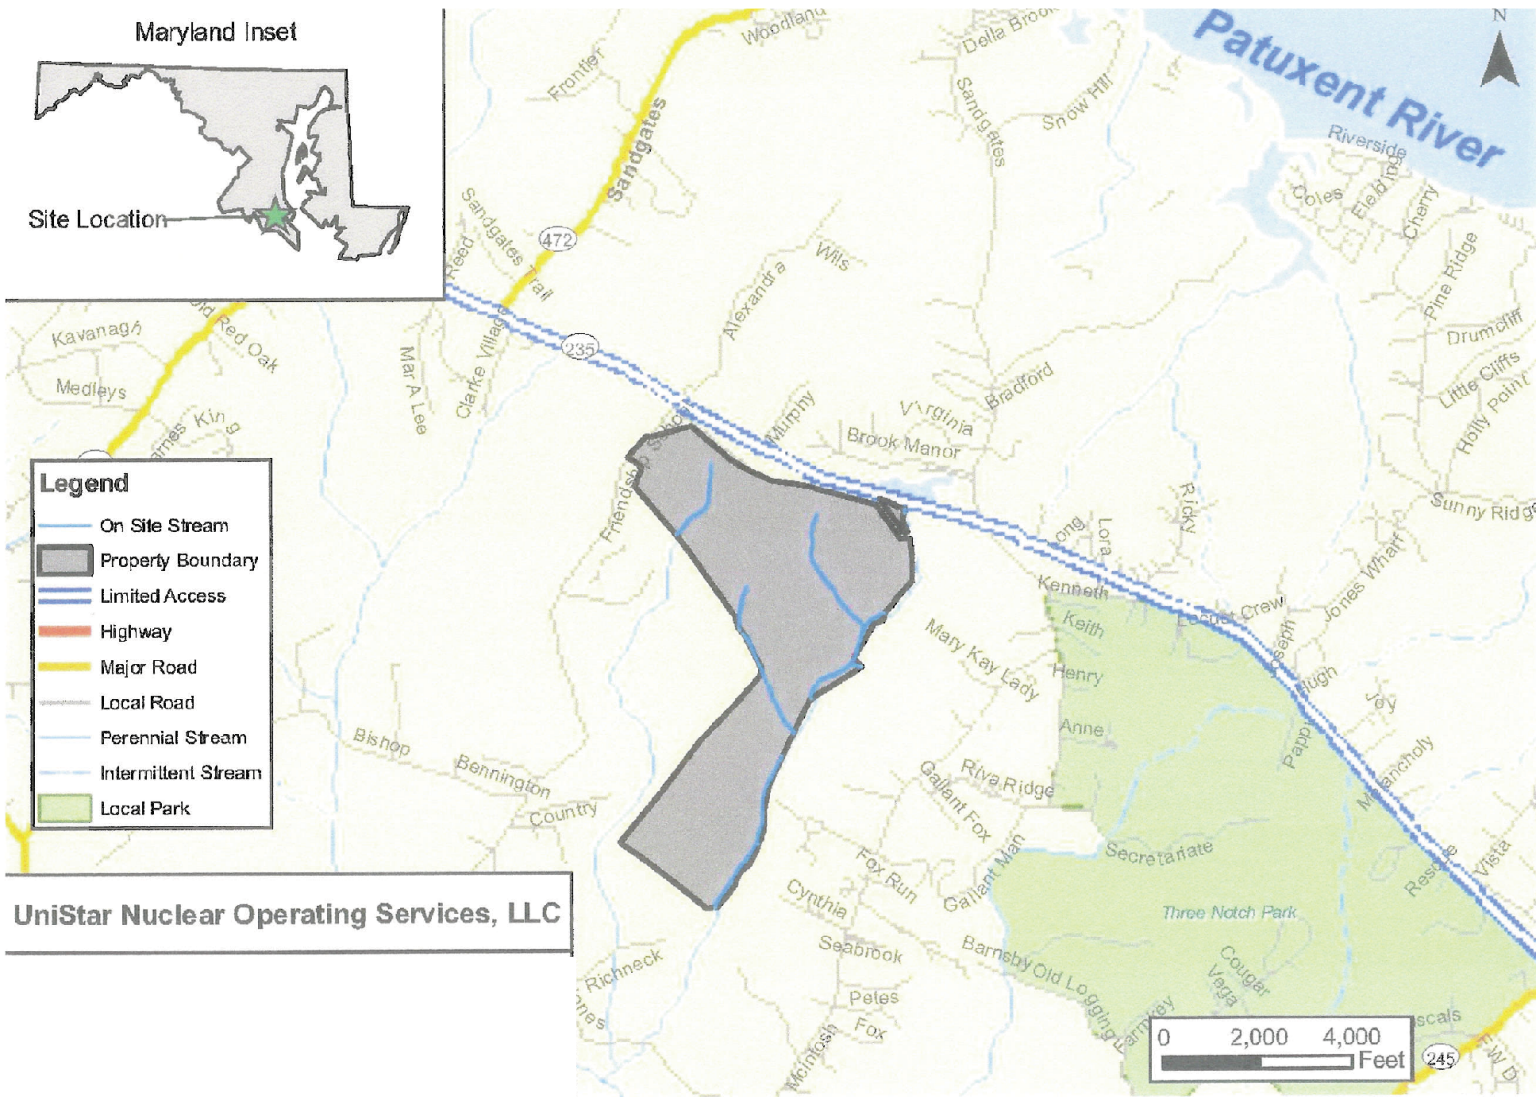 Maryland Inset
Site Location
N
Patuxent River
Woodland
Della Brook
Frontier
Sandgates
Sandgates
Snow Hill
Riverside
Coles
Fielding
Cherry
Pine Ridge
Sandgates Trail
Reed
472
Wils
Alexandra
Old Red Oak
Kavanagh
Medleys
King
Mar A Lee
Clarke Village
235
Drumcliff
Little Cliffs
Holly Point
Bradford
Virginia
Murphy
Brook Manor
Friendship School
Sunny Ridge
Ricky
Long
Lora
Jones Wharf
Kenneth
Locust Crew
Keith
Joseph
Mary Kay Lady
Henry
Hugh
Joy
Anne
Pappy
Melancholy
Legend
On Site Stream
Property Boundary
Limited Access
Highway
Major Road
Local Road
Perennial Stream
Intermittent Stream
Local Park
Bishop
Bennington
Country
Riva Ridge
Gallant Fox
Gallant Man
Secretariate
Rescue
Vista
Fox Run
Cynthia
Three Notch Park
UniStar Nuclear Operating Services, LLC
Seabrook
Barnsby
Old Logging
Cougar
Vega
Richneck
Petes
Fox
McIntosh
245
0 2,000 4,000
Feet